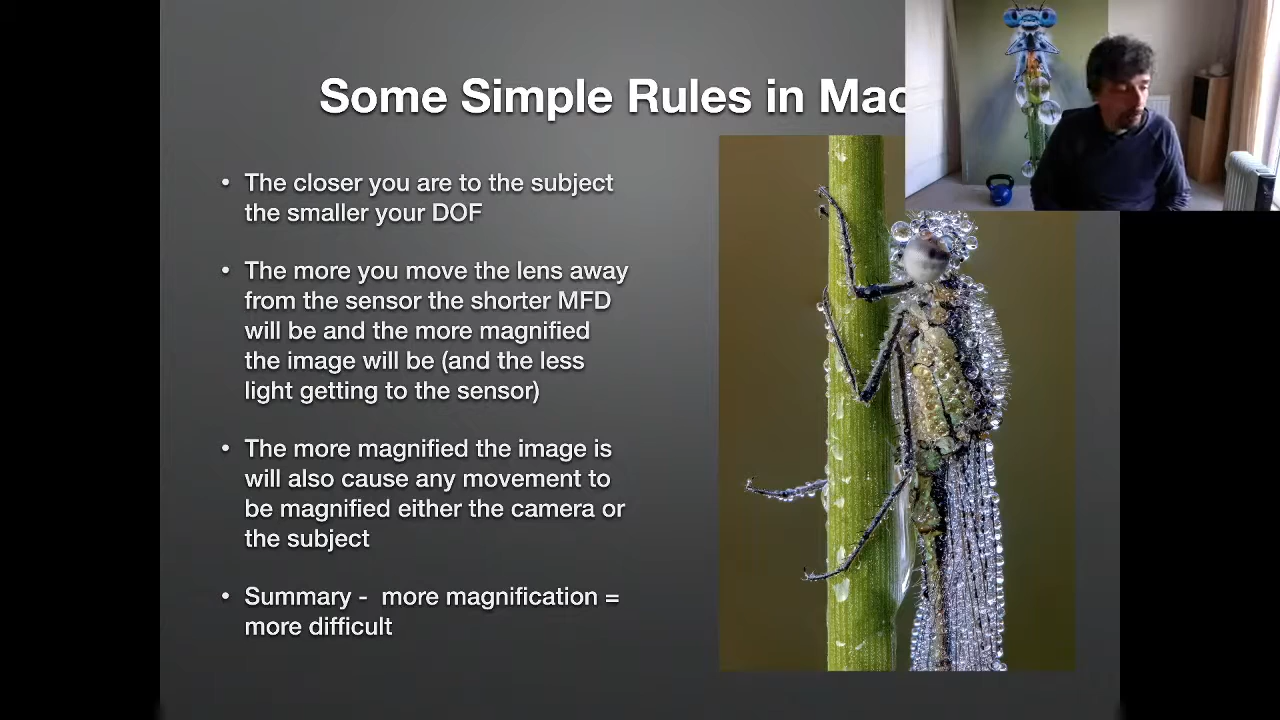 Some Simple Rules in Mac
• The closer you are to the subject
the smaller your DOF
• The more you move the lens away
from the sensor the shorter MFD
will be and the more magnified
the image will be (and the less
light getting to the sensor)
• The more magnified the image is
will also cause any movement to
be magnified either the camera or
the subject
• Summary -  more magnification =
more difficult